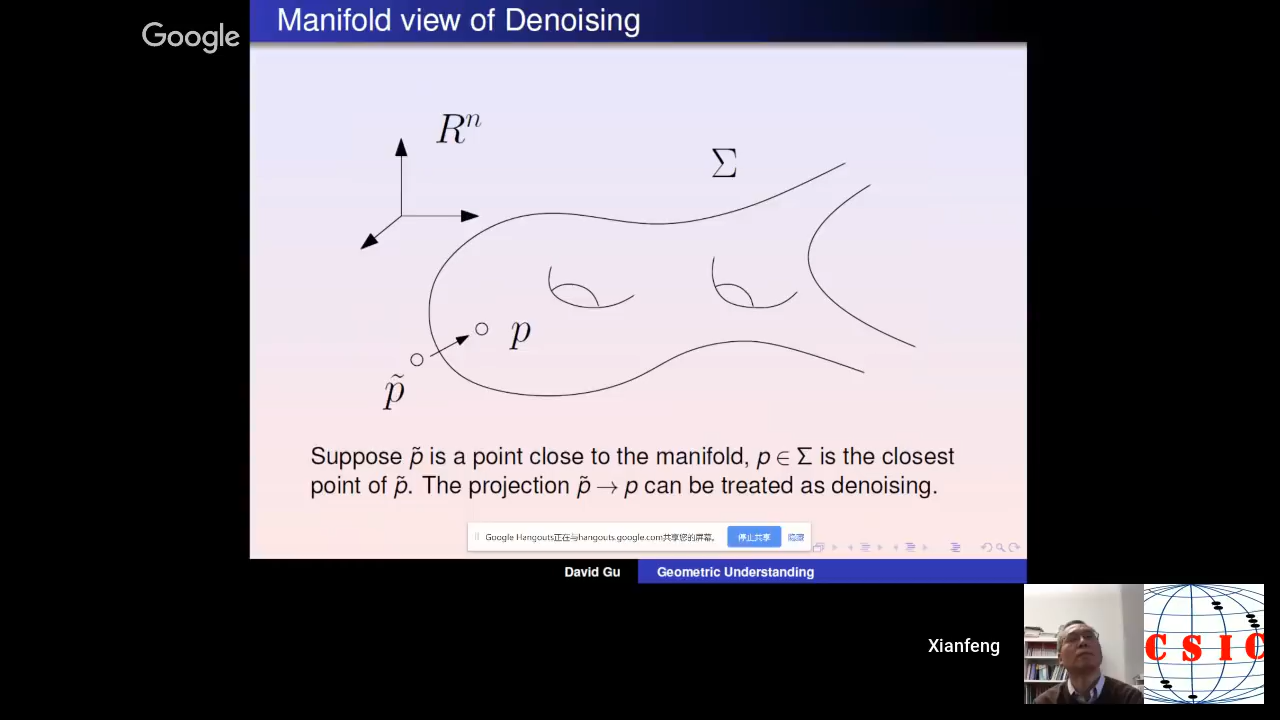 Google
Manifold view of Denoising
Rⁿ
Σ
p
p̃
Suppose p̃ is a point close to the manifold, p ∈ Σ is the closest
point of p̃. The projection p̃ → p can be treated as denoising.
Google Hangouts正在与hangouts.google.com共享您的屏幕。 停止共享 隐藏
David Gu Geometric Understanding
Xianfeng
CSIC